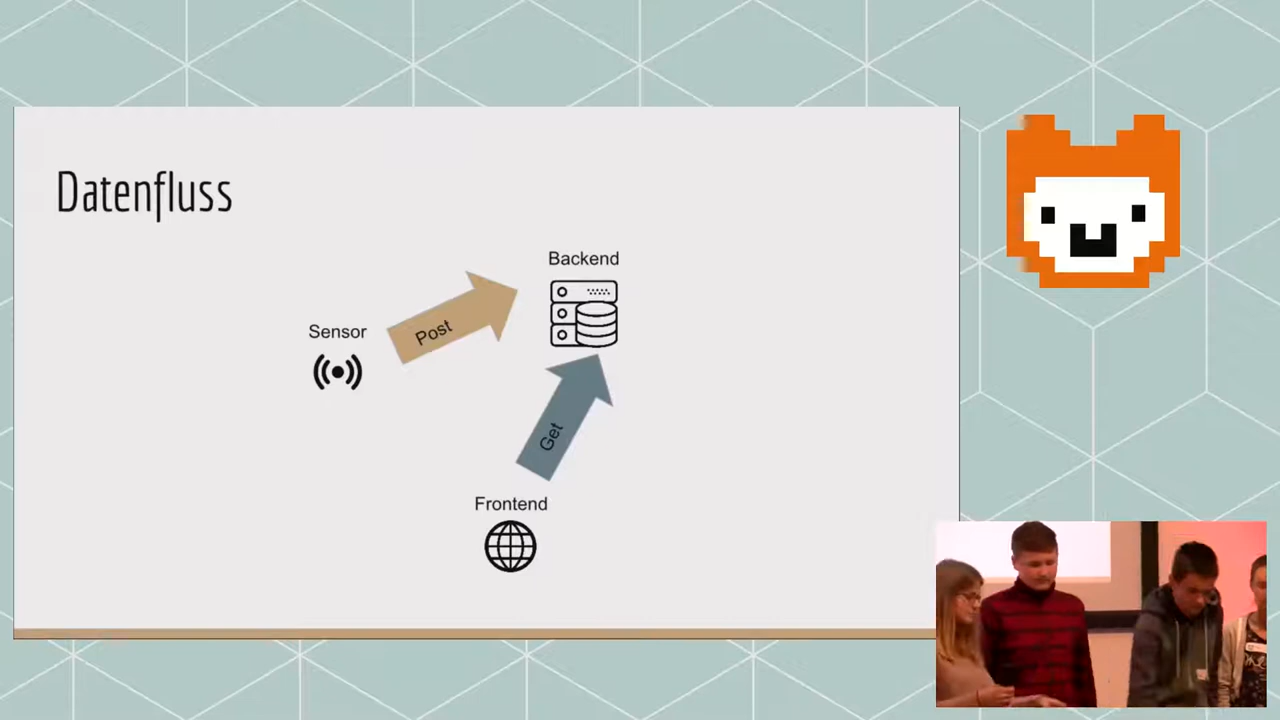 Datenfluss
Backend
Sensor
Post
Get
Frontend